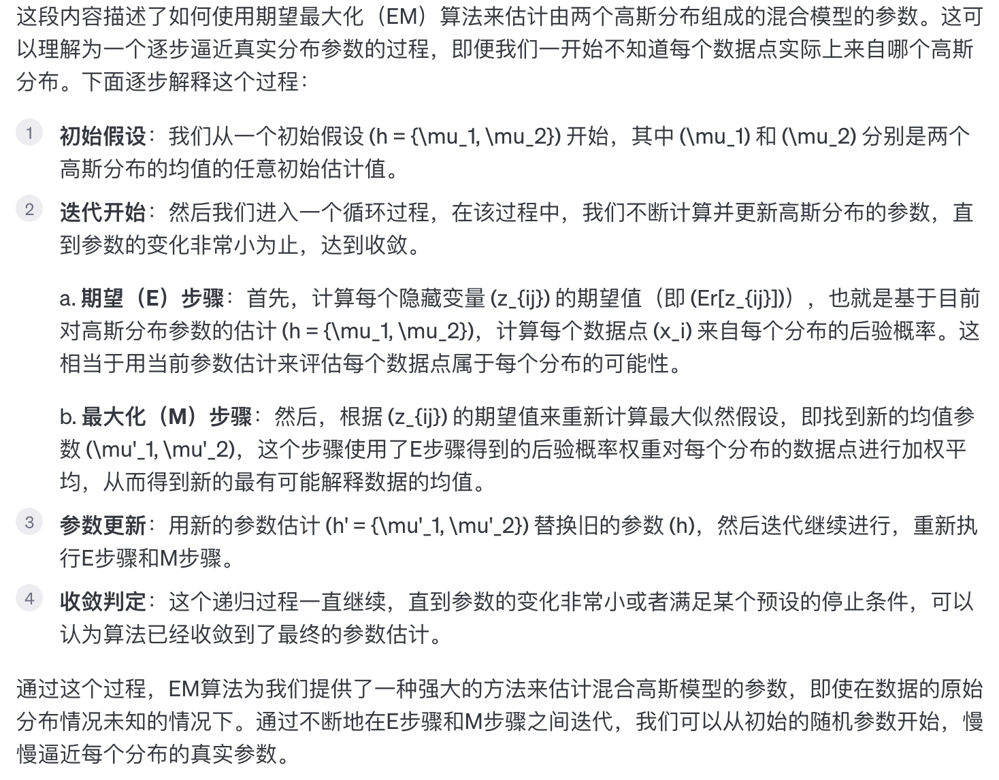 这段内容描述了如何使用期望最大化（EM）算法来估计由两个高斯分布组成的混合模型的参数。这可
以理解为一个逐步逼近真实分布参数的过程，即便我们一开始不知道每个数据点实际上来自哪个高斯
分布。下面逐步解释这个过程：
1 初始假设：我们从一个初始假设 (h = {\mu_1, \mu_2}) 开始，其中 (\mu_1) 和 (\mu_2) 分别是两个
高斯分布的均值的任意初始估计值。
2 迭代开始：然后我们进入一个循环过程，在该过程中，我们不断计算并更新高斯分布的参数，直
到参数的变化非常小为止，达到收敛。
a. 期望（E）步骤：首先，计算每个隐藏变量 (z_{ij}) 的期望值（即 (Er[z_{ij}])），也就是基于目前
对高斯分布参数的估计 (h = {\mu_1, \mu_2})，计算每个数据点 (x_i) 来自每个分布的后验概率。这
相当于用当前参数估计来评估每个数据点属于每个分布的可能性。
b. 最大化（M）步骤：然后，根据 (z_{ij}) 的期望值来重新计算最大似然假设，即找到新的均值参
数 (\mu'_1, \mu'_2)，这个步骤使用了E步骤得到的后验概率权重对每个分布的数据点进行加权平
均，从而得到新的最有可能解释数据的均值。
3 参数更新：用新的参数估计 (h' = {\mu'_1, \mu'_2}) 替换旧的参数 (h)，然后迭代继续进行，重新执
行E步骤和M步骤。
4 收敛判定：这个递归过程一直继续，直到参数的变化非常小或者满足某个预设的停止条件，可以
认为算法已经收敛到了最终的参数估计。
通过这个过程，EM算法为我们提供了一种强大的方法来估计混合高斯模型的参数，即使在数据的原始
分布情况未知的情况下。通过不断地在E步骤和M步骤之间迭代，我们可以从初始的随机参数开始，慢
慢逼近每个分布的真实参数。